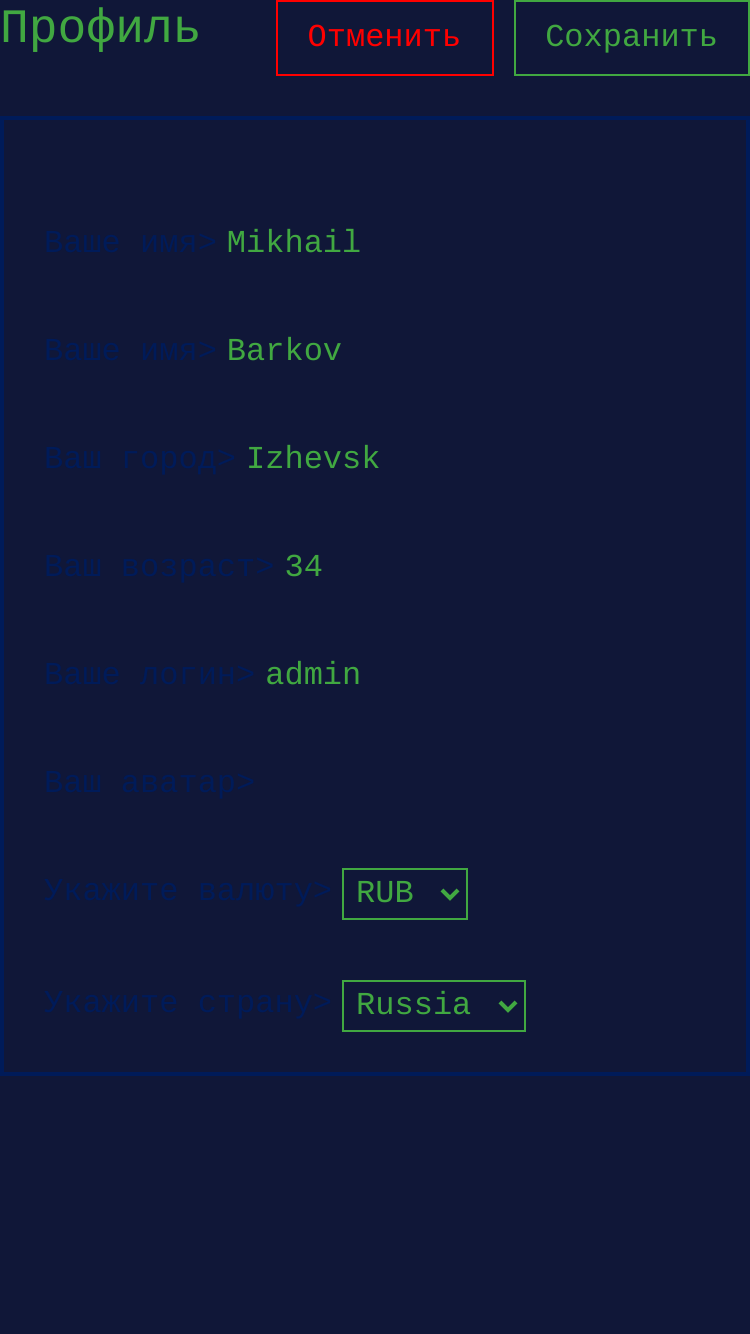 Профиль
Отменить
Сохранить
Ваше имя> Mikhail
Ваше имя> Barkov
Ваш город> Izhevsk
Ваш возраст> 34
Ваше логин> admin
Ваш аватар>
Укажите валюту> RUB
Укажите страну> Russia